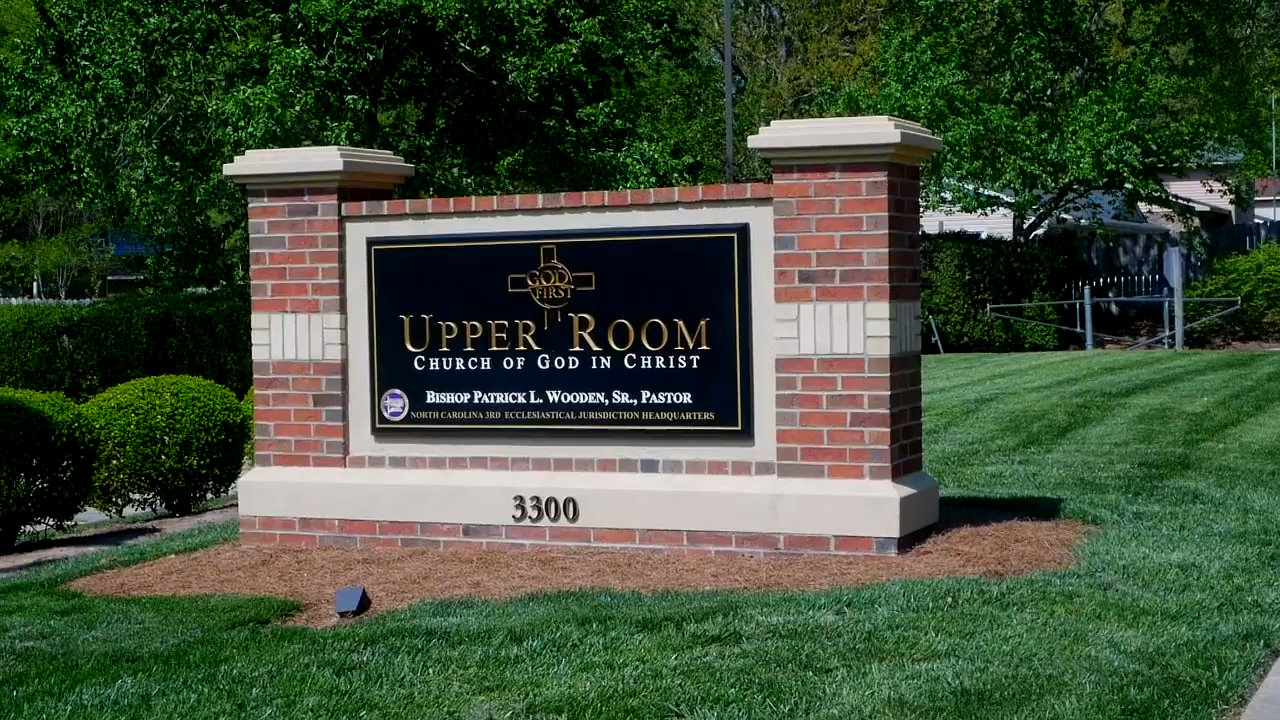 GOD
FIRST
UPPER ROOM
CHURCH OF GOD IN CHRIST
BISHOP PATRICK L. WOODEN, SR., PASTOR
NORTH CAROLINA 3RD ECCLESIASTICAL JURISDICTION HEADQUARTERS
3300